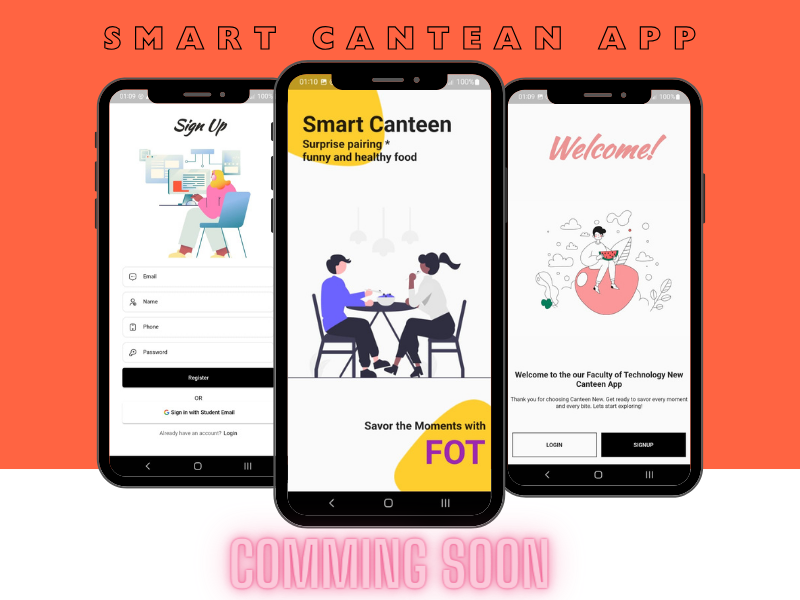 SMART CANTEAN APP
01:09
100%
Sign Up
Email
Name
Phone
Password
Register
OR
G Sign in with Student Email
Already have an account? Login
01:10
100%
Smart Canteen
Surprise pairing *
funny and healthy food
Savor the Moments with
FOT
01:09
100%
Welcome!
Welcome to the our Faculty of Technology New
Canteen App
Thank you for choosing Canteen New. Get ready to savor every moment
and every bite. Lets start exploring!
LOGIN
SIGNUP
COMMING SOON